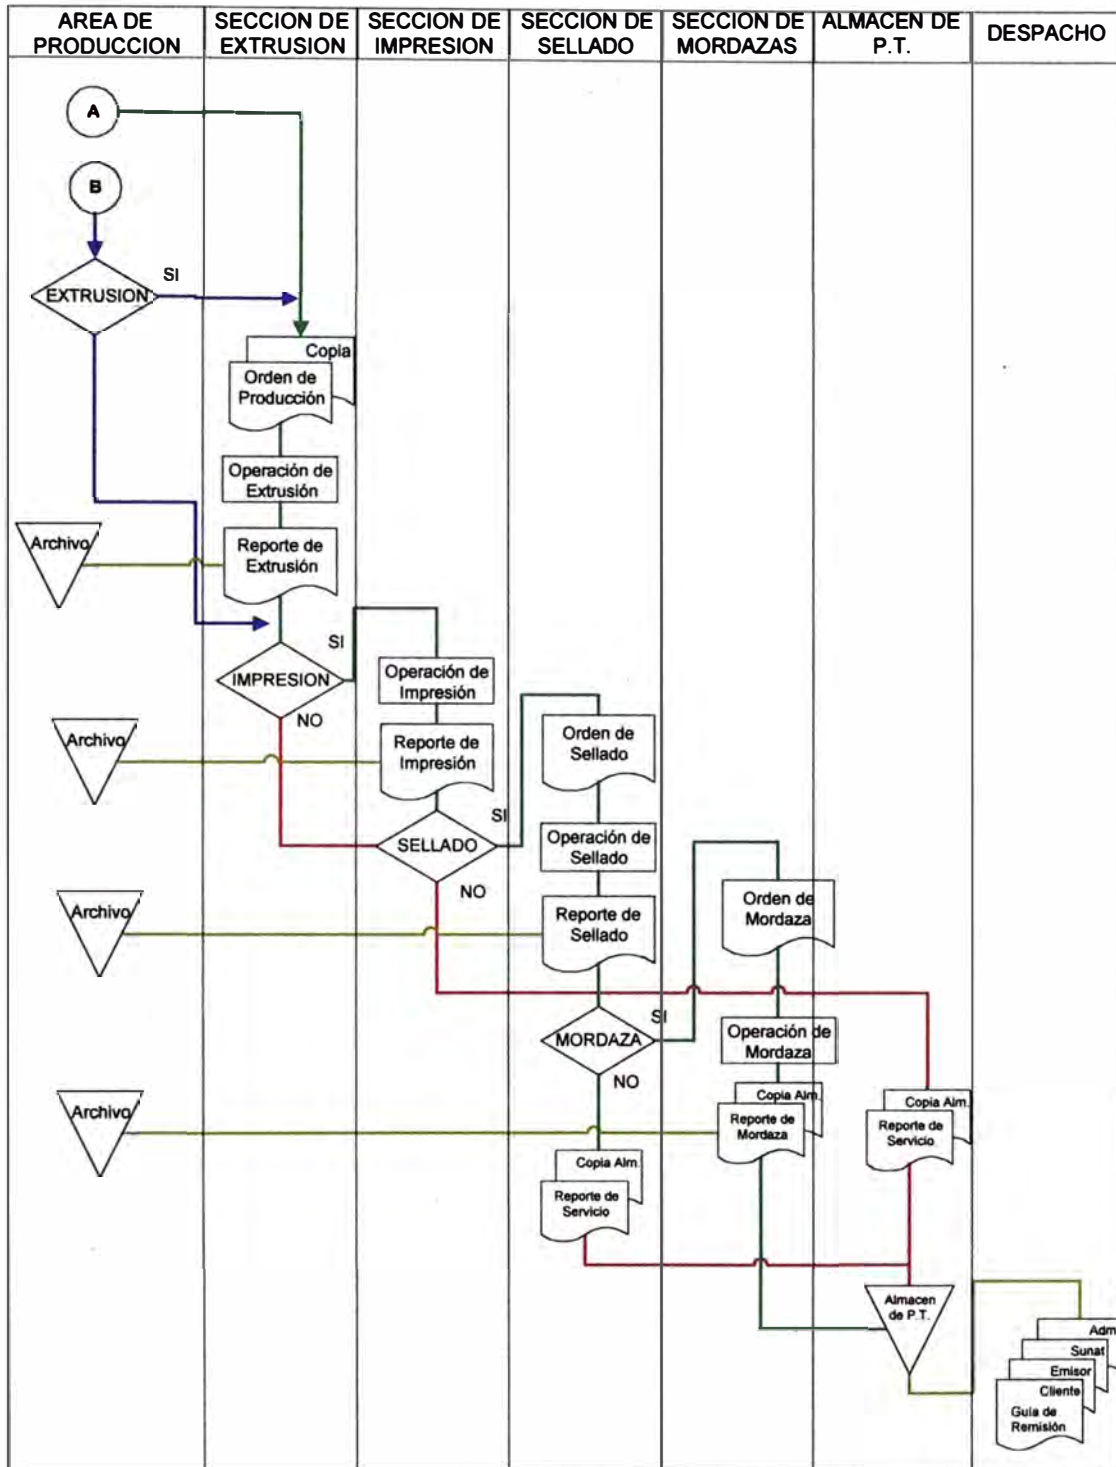 AREA DE
PRODUCCION
SECCION DE
EXTRUSION
SECCION DE
IMPRESION
SECCION DE
SELLADO
SECCION DE
MORDAZAS
ALMACEN DE
P.T.
DESPACHO
A
B
EXTRUSION
SI
Copia
Orden de
Producción
Operación de
Extrusión
Archivo
Reporte de
Extrusión
IMPRESION
SI
NO
Operación de
Impresión
Archivo
Reporte de
Impresión
SELLADO
SI
NO
Orden de
Sellado
Operación de
Sellado
Archivo
Reporte de
Sellado
MORDAZA
SI
NO
Orden de
Mordaza
Operación de
Mordaza
Archivo
Copia Alm.
Reporte de
Mordaza
Copia Alm.
Reporte de
Servicio
Copia Alm.
Reporte de
Servicio
Almacen
de P.T.
Adm
Sunat
Emisor
Cliente
Guía de
Remisión